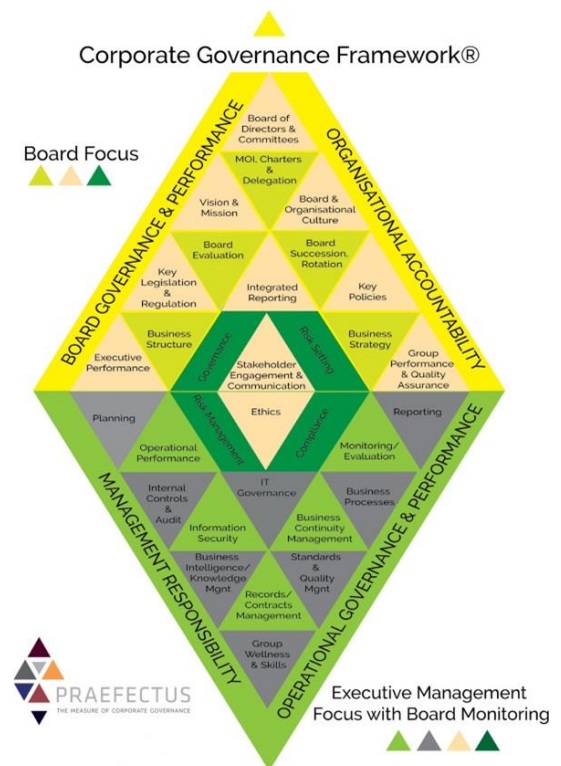 Corporate Governance Framework®
Board Focus
BOARD GOVERNANCE & PERFORMANCE
ORGANISATIONAL ACCOUNTABILITY
Board of
Directors &
Committees
MOI, Charters
&
Delegation
Vision &
Mission
Board &
Organisational
Culture
Board
Evaluation
Board
Succession,
Rotation
Key
Legislation
&
Regulation
Integrated
Reporting
Key
Policies
Business
Structure
Governance
Risk Setting
Business
Strategy
Executive
Performance
Stakeholder
Engagement &
Communication
Group
Performance
& Quality
Assurance
Planning
Ethics
Reporting
Operational
Performance
Risk Management
Compliance
Monitoring/
Evaluation
Internal
Controls
&
Audit
IT
Governance
Business
Processes
Information
Security
Business
Continuity
Management
Business
Intelligence/
Knowledge
Mgnt
Standards
&
Quality
Mgnt
Records/
Contracts
Management
Group
Wellness
& Skills
MANAGEMENT RESPONSIBILITY
OPERATIONAL GOVERNANCE & PERFORMANCE
PRAEFECTUS
THE MEASURE OF CORPORATE GOVERNANCE
Executive Management
Focus with Board Monitoring